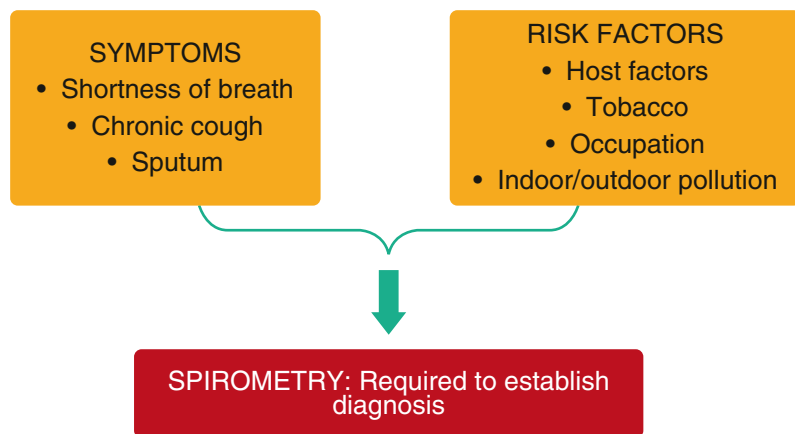 SYMPTOMS
• Shortness of breath
• Chronic cough
• Sputum
RISK FACTORS
• Host factors
• Tobacco
• Occupation
• Indoor/outdoor pollution
SPIROMETRY: Required to establish
diagnosis